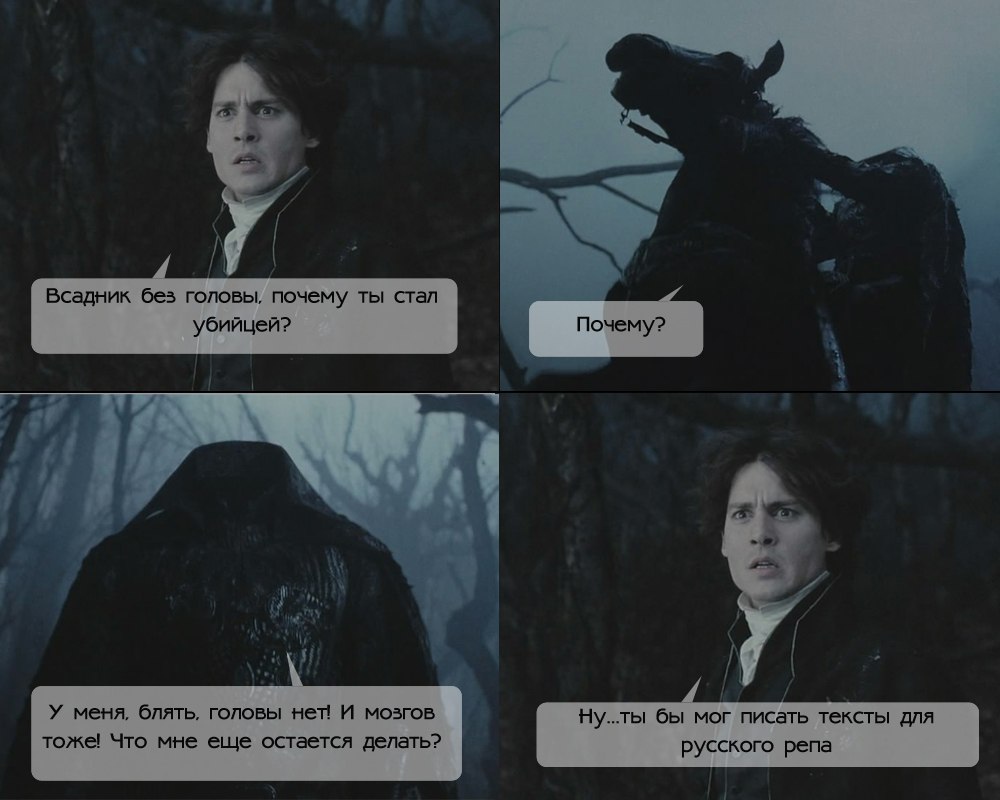 Всадник без головы, почему ты стал
убийцей?
Почему?
У меня, блять, головы нет! И мозгов
тоже! Что мне еще остается делать?
Ну...ты бы мог писать тексты для
русского репа